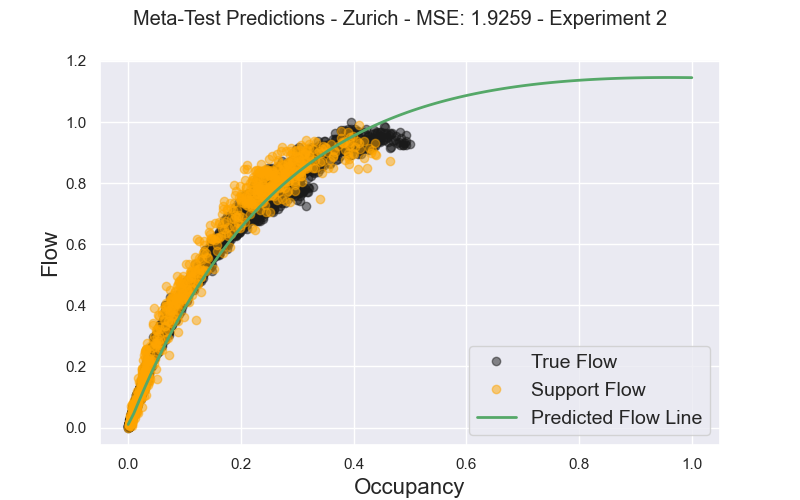 Meta-Test Predictions - Zurich - MSE: 1.9259 - Experiment 2
1.2
1.0
0.8
0.6
0.4
0.2
0.0
Flow
True Flow
Support Flow
Predicted Flow Line
0.0 0.2 0.4 0.6 0.8 1.0
Occupancy